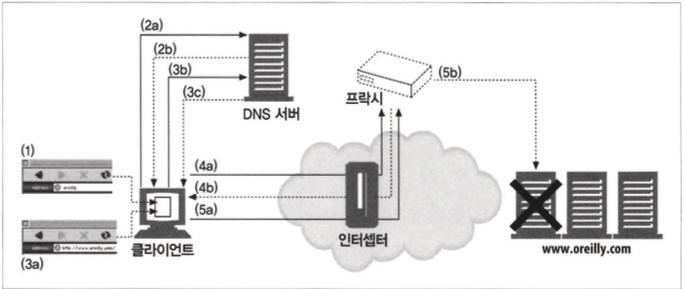 (2a)
(2b)
(3b)
(3c)
DNS 서버
프락시
(5b)
(1)
oreilly
(4a)
(4b)
(5a)
http://www.oreilly.com/
(3a)
클라이언트
인터셉터
www.oreilly.com